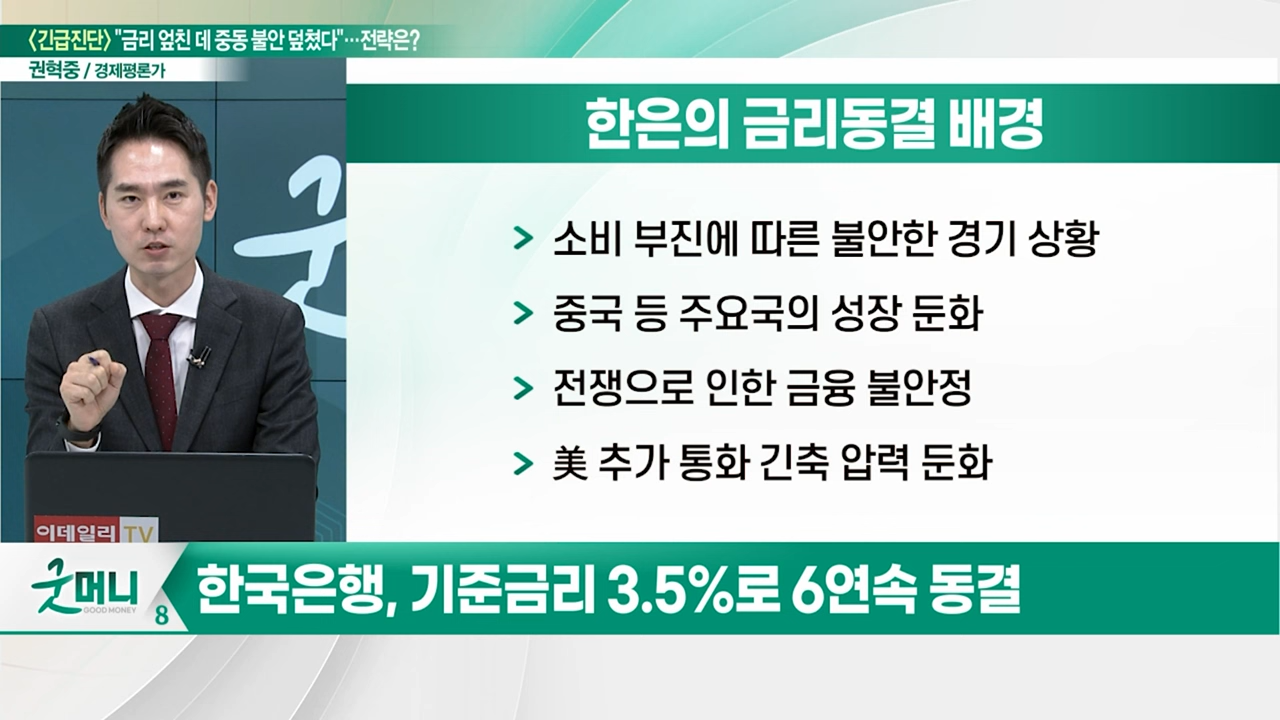 <긴급진단> "금리 엎친 데 중동 불안 덮쳤다"…전략은?
권혁중 / 경제평론가
한은의 금리동결 배경
> 소비 부진에 따른 불안한 경기 상황
> 중국 등 주요국의 성장 둔화
> 전쟁으로 인한 금융 불안정
> 美 추가 통화 긴축 압력 둔화
굿
이데일리 TV
굿머니
GOOD MONEY
8
한국은행, 기준금리 3.5%로 6연속 동결